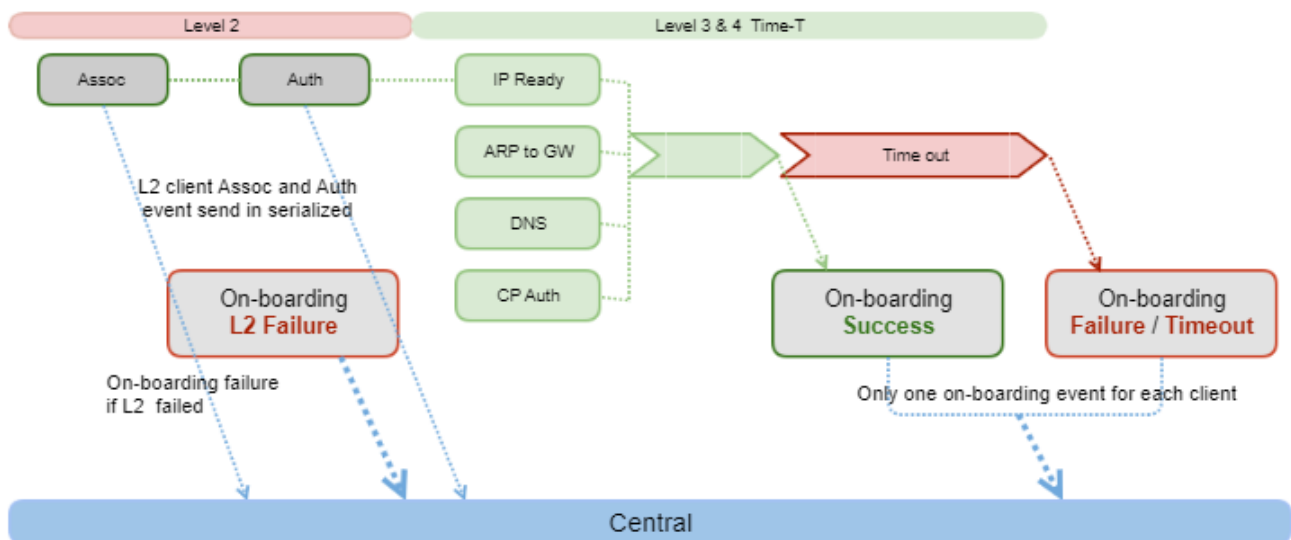 Level 2
Level 3 & 4 Time-T
Assoc
Auth
IP Ready
ARP to GW
Time out
L2 client Assoc and Auth
event send in serialized
DNS
On-boarding
L2 Failure
CP Auth
On-boarding
Success
On-boarding
Failure / Timeout
On-boarding failure
if L2 failed
Only one on-boarding event for each client
Central